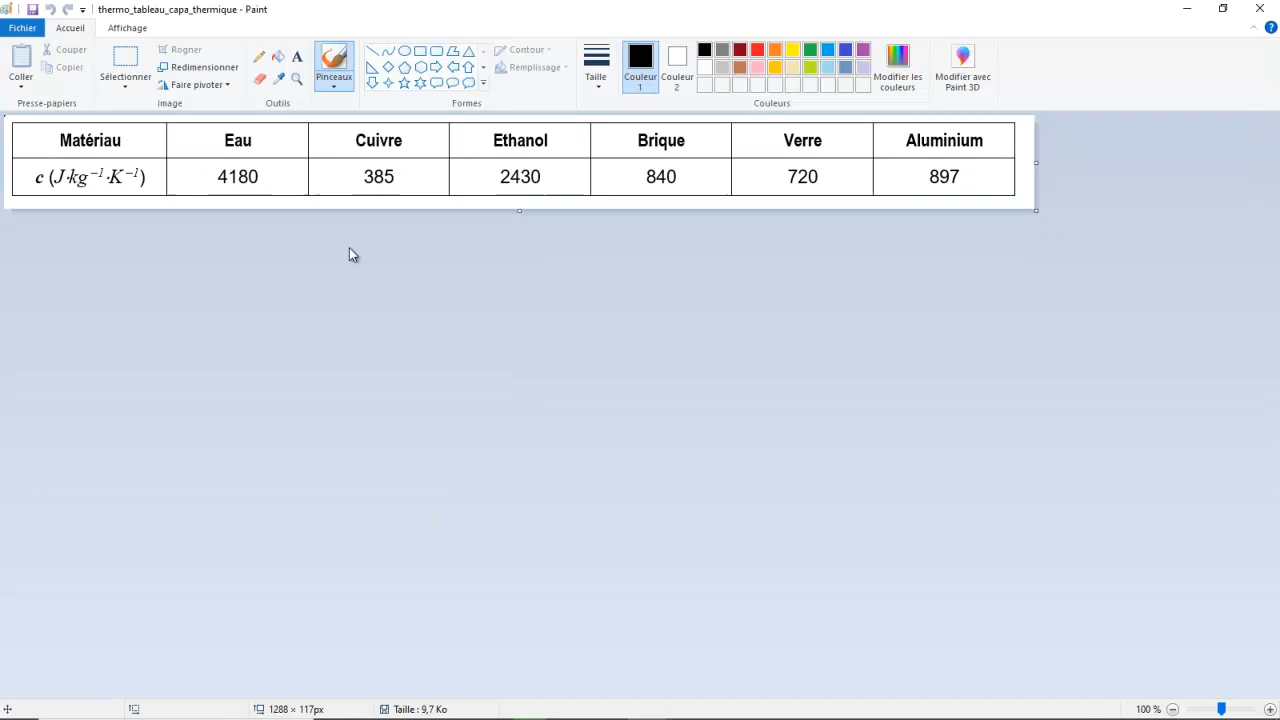 thermo_tableau_capa_thermique - Paint
Fichier Accueil Affichage
Coller
Couper
Copier
Presse-papiers
Sélectionner
Rogner
Redimensionner
Faire pivoter
Image
A
Outils
Pinceaux
Contour
Remplissage
Formes
Taille
Couleur 1
Couleur 2
Couleurs
Modifier les couleurs
Modifier avec Paint 3D
Matériau Eau Cuivre Ethanol Brique Verre Aluminium
c (J·kg⁻¹·K⁻¹) 4180 385 2430 840 720 897
1288 × 117px Taille : 9,7 Ko 100 %